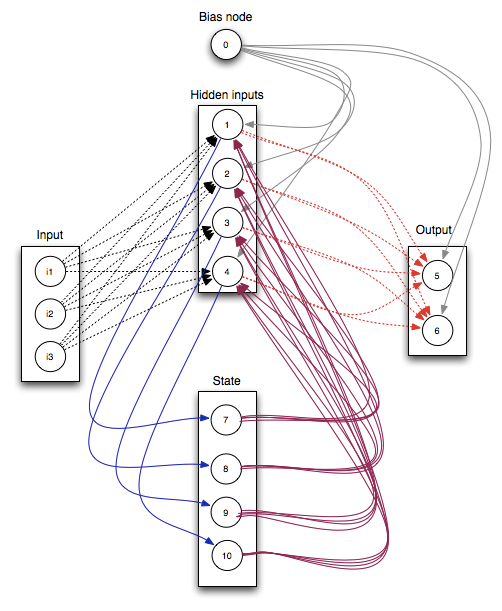 Bias node
0
Hidden inputs
1
2
3
4
Input
i1
i2
i3
Output
5
6
State
7
8
9
10